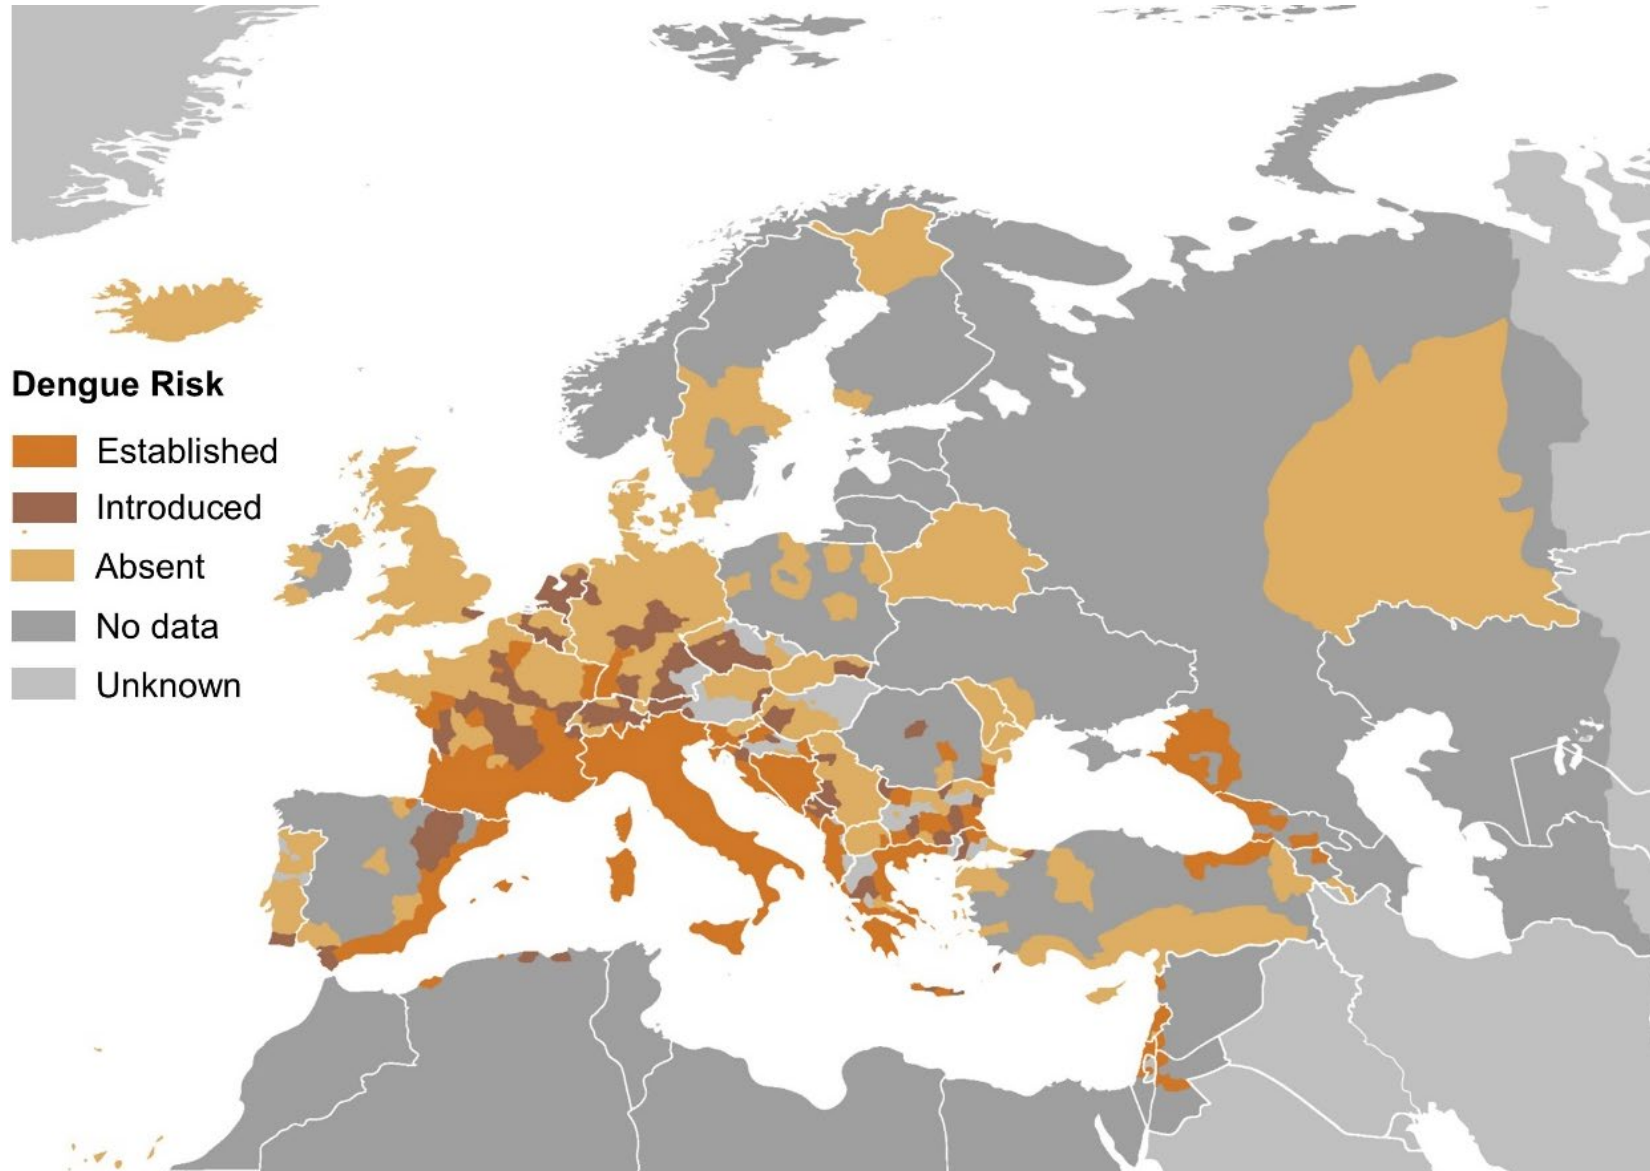 Dengue Risk
Established
Introduced
Absent
No data
Unknown